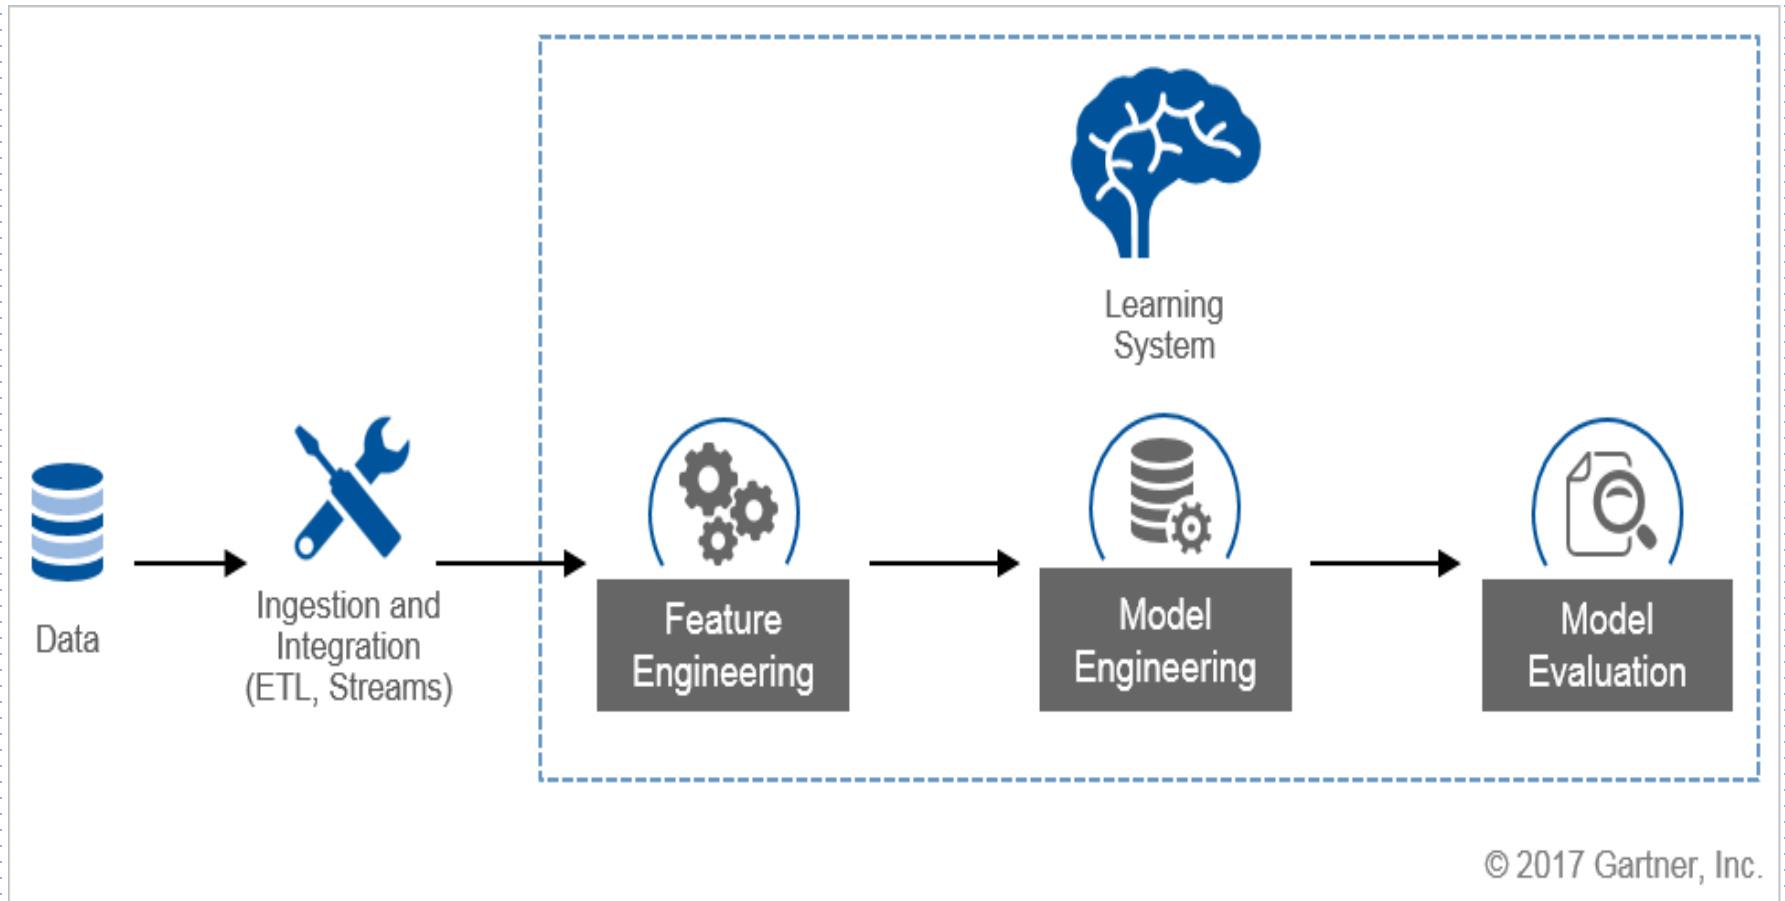 Learning
System
Data
Ingestion and
Integration
(ETL, Streams)
Feature
Engineering
Model
Engineering
Model
Evaluation
© 2017 Gartner, Inc.